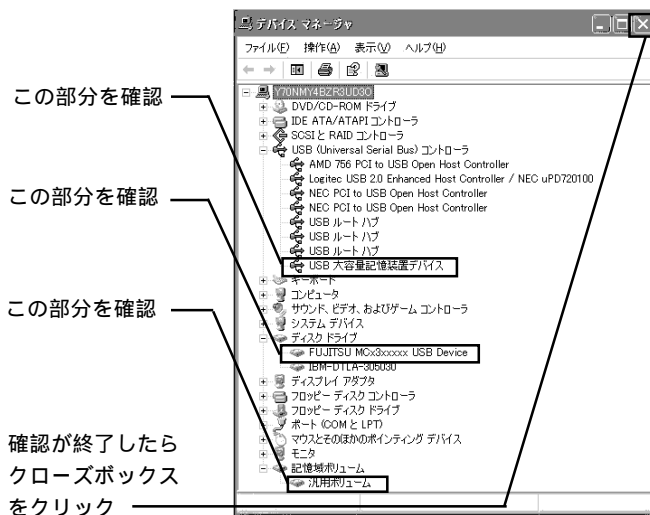 デバイス マネージャ
ファイル(F) 操作(A) 表示(V) ヘルプ(H)
Y70NMY4BZR3UD3O
DVD/CD-ROM ドライブ
IDE ATA/ATAPI コントローラ
SCSI と RAID コントローラ
USB (Universal Serial Bus) コントローラ
AMD 756 PCI to USB Open Host Controller
Logitec USB 2.0 Enhanced Host Controller / NEC uPD720100
NEC PCI to USB Open Host Controller
NEC PCI to USB Open Host Controller
USB ルート ハブ
USB ルート ハブ
USB ルート ハブ
USB 大容量記憶装置デバイス
キーボード
コンピュータ
サウンド、ビデオ、およびゲーム コントローラ
システム デバイス
ディスク ドライブ
FUJITSU MCx3xxxxx USB Device
IBM-DTLA-305030
ディスプレイ アダプタ
フロッピー ディスク コントローラ
フロッピー ディスク ドライブ
ポート (COM と LPT)
マウスとそのほかのポインティング デバイス
モニタ
記憶域ボリューム
汎用ボリューム
この部分を確認
この部分を確認
この部分を確認
確認が終了したら
クローズボックス
をクリック